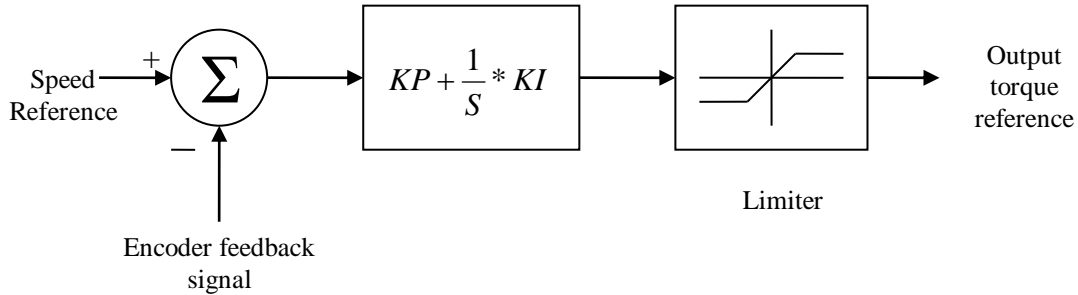 +
Speed
Reference
Σ
−
Encoder feedback
signal
KP + 1/S * KI
Limiter
Output
torque
reference